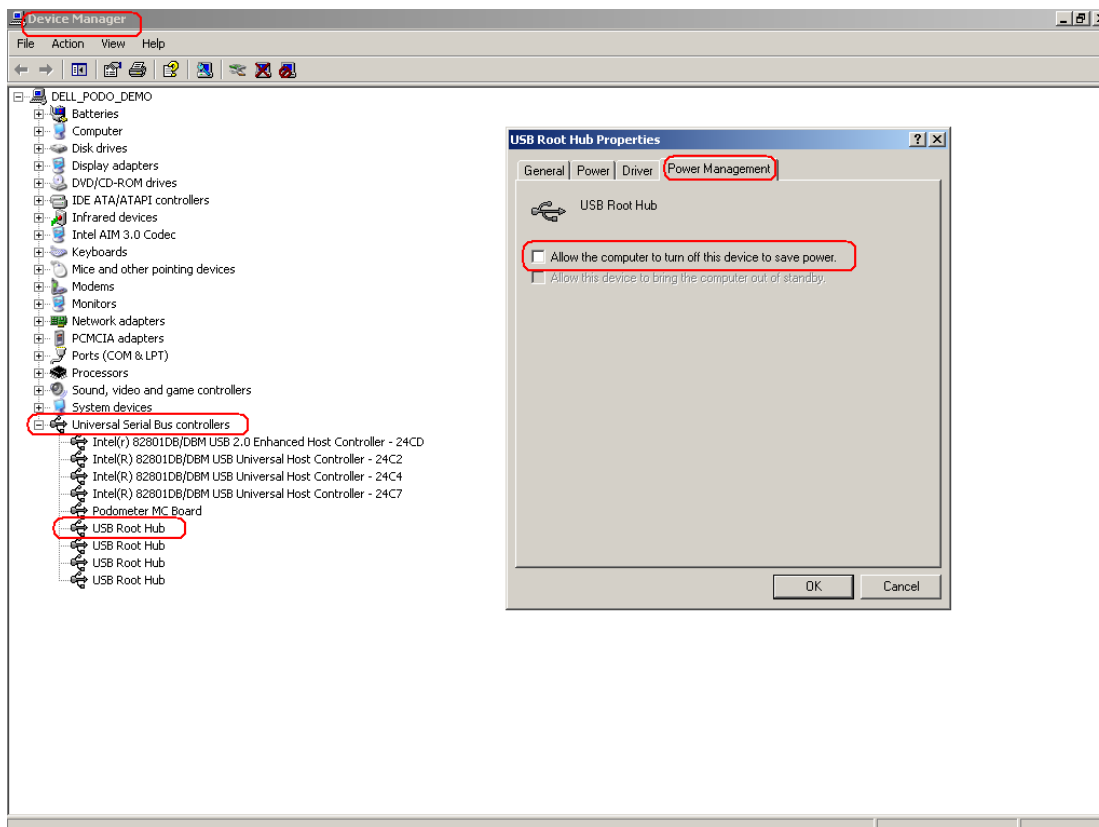 Device Manager
File Action View Help
DELL_PODO_DEMO
Batteries
Computer
Disk drives
Display adapters
DVD/CD-ROM drives
IDE ATA/ATAPI controllers
Infrared devices
Intel AIM 3.0 Codec
Keyboards
Mice and other pointing devices
Modems
Monitors
Network adapters
PCMCIA adapters
Ports (COM & LPT)
Processors
Sound, video and game controllers
System devices
Universal Serial Bus controllers
Intel(r) 82801DB/DBM USB 2.0 Enhanced Host Controller - 24CD
Intel(R) 82801DB/DBM USB Universal Host Controller - 24C2
Intel(R) 82801DB/DBM USB Universal Host Controller - 24C4
Intel(R) 82801DB/DBM USB Universal Host Controller - 24C7
Podometer MC Board
USB Root Hub
USB Root Hub
USB Root Hub
USB Root Hub
USB Root Hub Properties
General Power Driver Power Management
USB Root Hub
Allow the computer to turn off this device to save power.
Allow this device to bring the computer out of standby.
OK Cancel